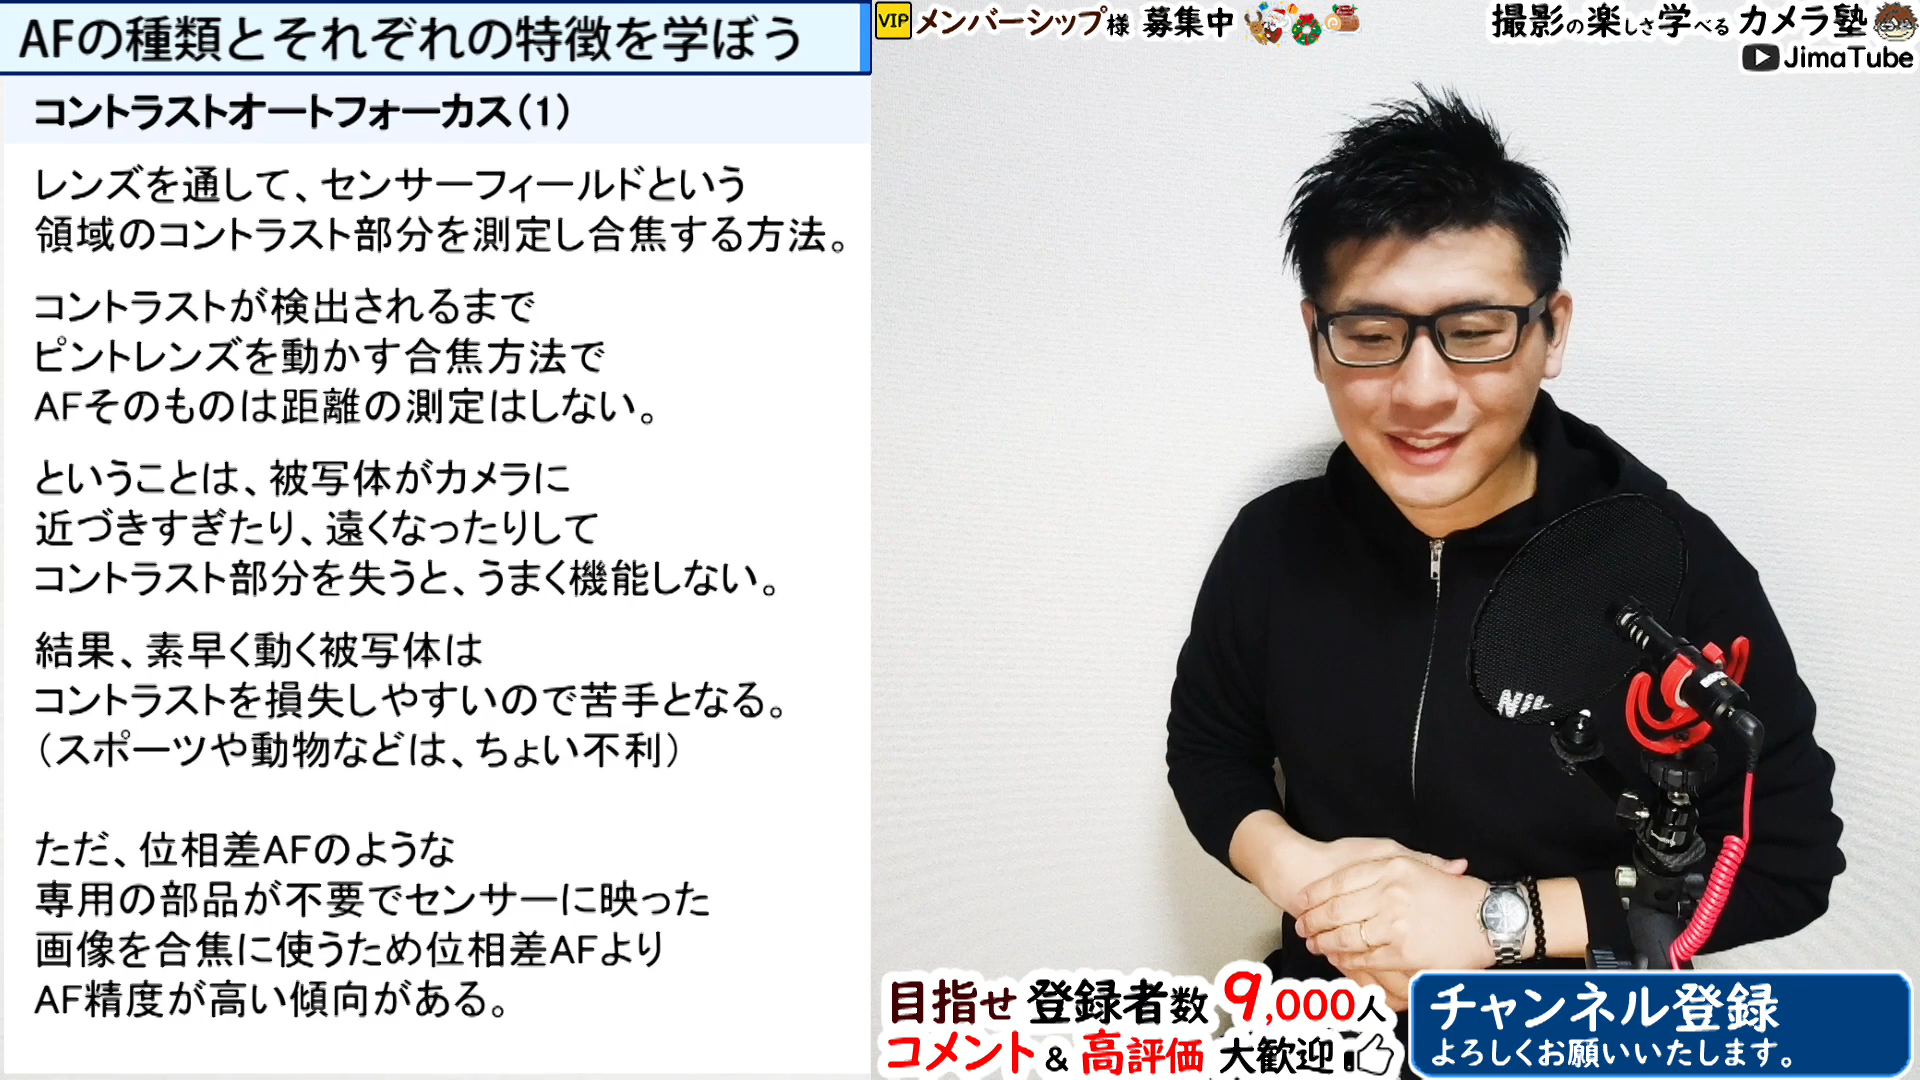 AFの種類とそれぞれの特徴を学ぼう
コントラストオートフォーカス（1）
レンズを通して、センサーフィールドという
領域のコントラスト部分を測定し合焦する方法。
コントラストが検出されるまで
ピントレンズを動かす合焦方法で
AFそのものは距離の測定はしない。
ということは、被写体がカメラに
近づきすぎたり、遠くなったりして
コントラスト部分を失うと、うまく機能しない。
結果、素早く動く被写体は
コントラストを損失しやすいので苦手となる。
（スポーツや動物などは、ちょい不利）
ただ、位相差AFのような
専用の部品が不要でセンサーに映った
画像を合焦に使うため位相差AFより
AF精度が高い傾向がある。
VIP メンバーシップ様 募集中
撮影の楽しさ学べる カメラ塾
JimaTube
目指せ 登録者数 9,000人
コメント & 高評価 大歓迎
チャンネル登録
よろしくお願いいたします。